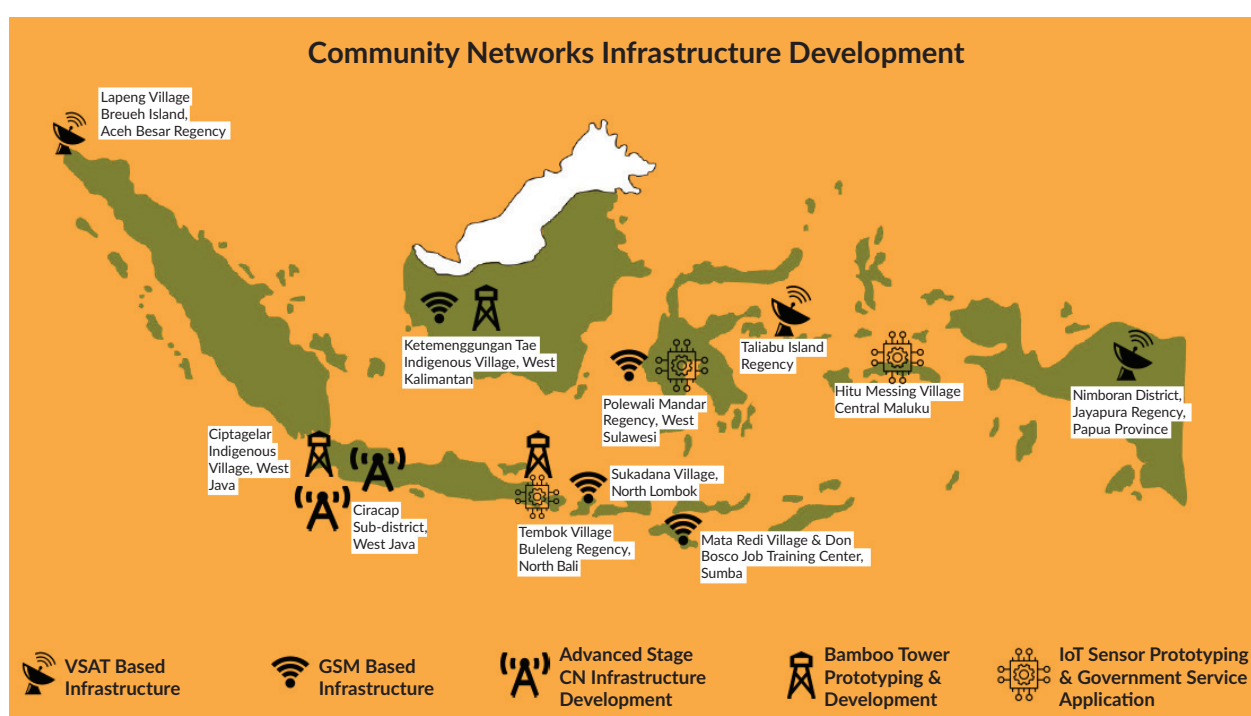 Community Networks Infrastructure Development
Lapeng Village
Breueh Island,
Aceh Besar Regency
Ketemenggungan Tae
Indigenous Village, West
Kalimantan
Taliabu Island
Regency
Hitu Messing Village
Central Maluku
Nimboran District,
Jayapura Regency,
Papua Province
Polewali Mandar
Regency, West
Sulawesi
Ciptagelar
Indigenous
Village, West
Java
Ciracap
Sub-district,
West Java
Sukadana Village,
North Lombok
Tembok Village
Buleleng Regency,
North Bali
Mata Redi Village & Don
Bosco Job Training Center,
Sumba
VSAT Based
Infrastructure
GSM Based
Infrastructure
Advanced Stage
CN Infrastructure
Development
Bamboo Tower
Prototyping &
Development
IoT Sensor Prototyping
& Government Service
Application